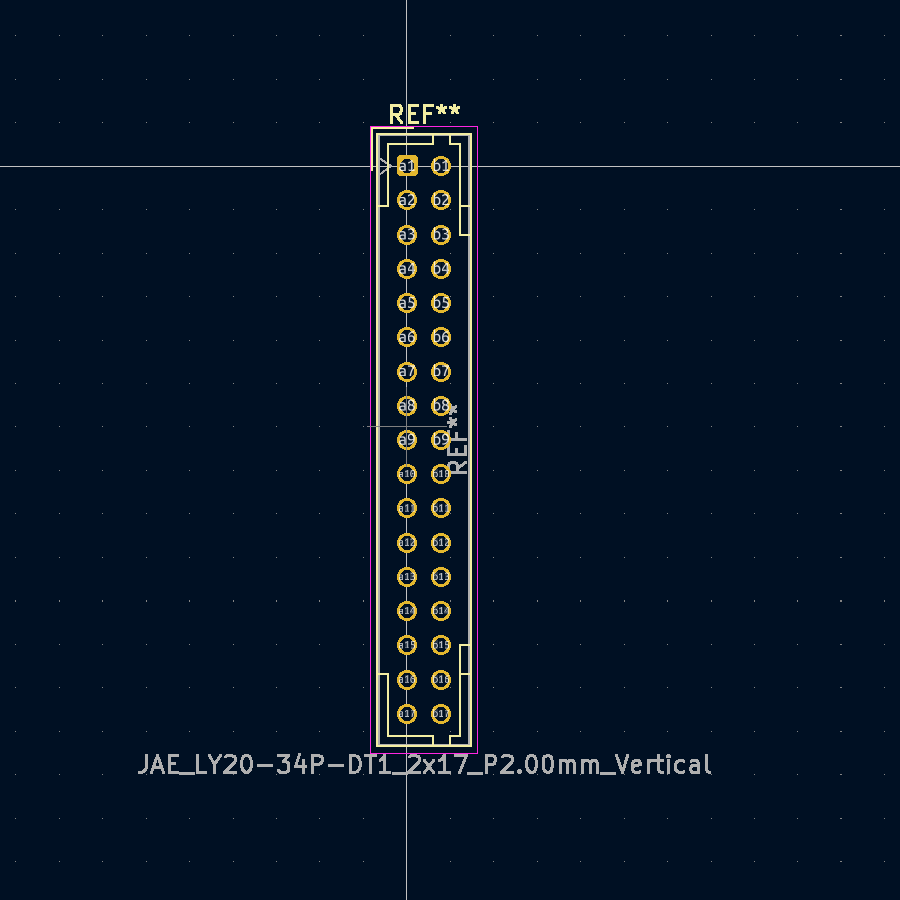 REF**
a1 b1
a2 b2
a3 b3
a4 b4
a5 b5
a6 b6
a7 b7
a8 b8
REF**
a9 b9
a10 b10
a11 b11
a12 b12
a13 b13
a14 b14
a15 b15
a16 b16
a17 b17
JAE_LY20-34P-DT1_2x17_P2.00mm_Vertical